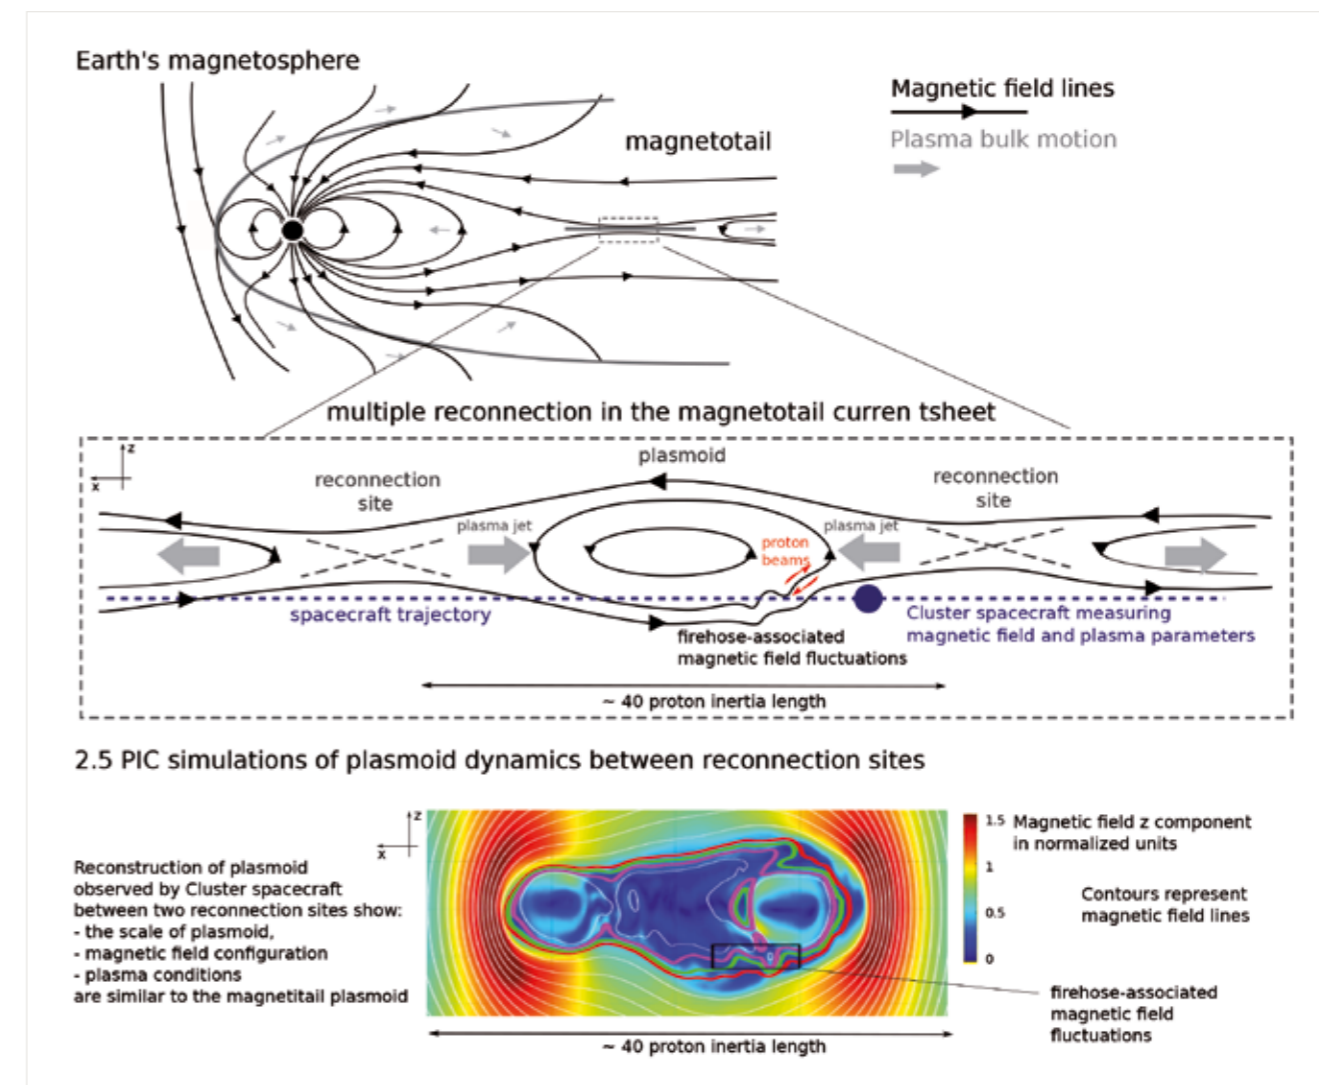 Earth's magnetosphere
Magnetic field lines
Plasma bulk motion
magnetotail
multiple reconnection in the magnetotail curren tsheet
z
x
plasmoid
reconnection
site
reconnection
site
plasma jet
plasma jet
proton
beams
spacecraft trajectory
Cluster spacecraft measuring
magnetic field and plasma parameters
firehose-associated
magnetic field fluctuations
~ 40 proton inertia length
2.5 PIC simulations of plasmoid dynamics between reconnection sites
z
x
Reconstruction of plasmoid
observed by Cluster spacecraft
between two reconnection sites show:
- the scale of plasmoid,
- magnetic field configuration
- plasma conditions
are similar to the magnetitail plasmoid
1.5
1
0.5
0
Magnetic field z component
in normalized units
Contours represent
magnetic field lines
firehose-associated
magnetic field
fluctuations
~ 40 proton inertia length